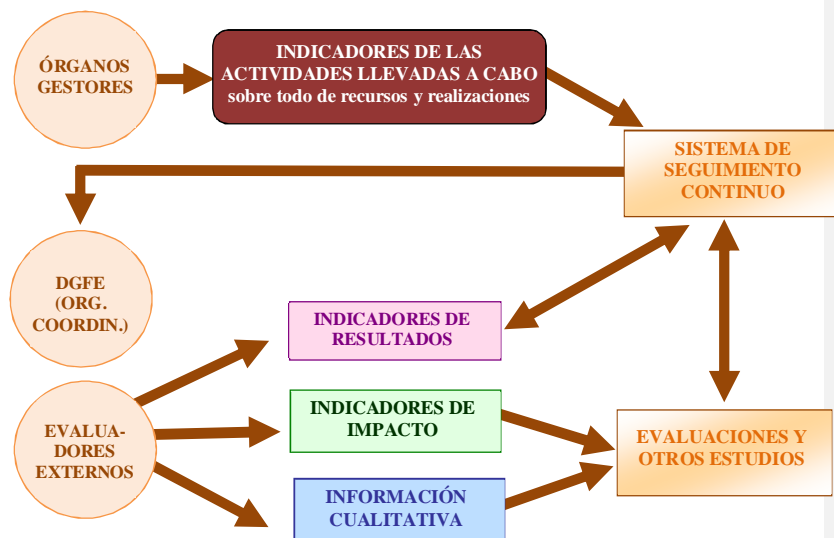 ÓRGANOS
GESTORES
INDICADORES DE LAS
ACTIVIDADES LLEVADAS A CABO
sobre todo de recursos y realizaciones
SISTEMA DE
SEGUIMIENTO
CONTINUO
DGFE
(ORG.
COORDIN.)
INDICADORES DE
RESULTADOS
EVALUA-
DORES
EXTERNOS
INDICADORES DE
IMPACTO
EVALUACIONES Y
OTROS ESTUDIOS
INFORMACIÓN
CUALITATIVA